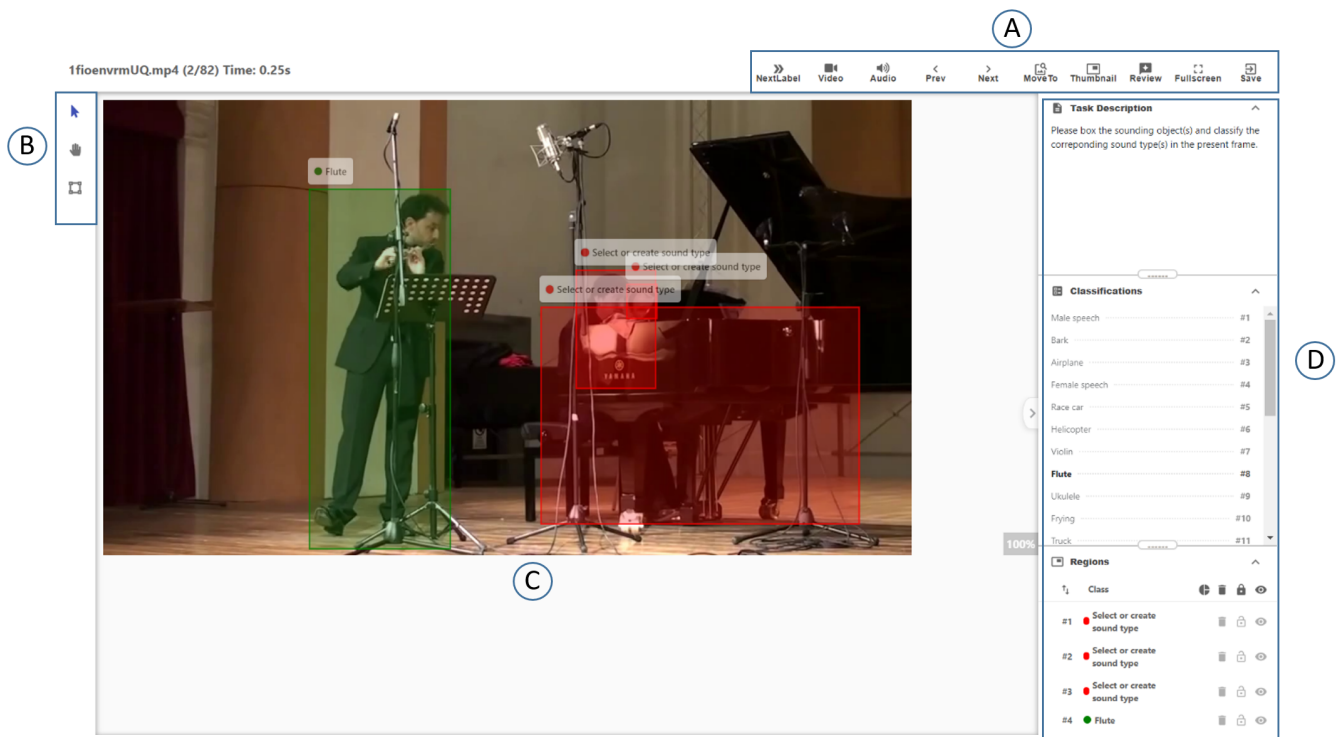 A
1fioenvrmUQ.mp4 (2/82) Time: 0.25s
NextLabel Video Audio Prev Next MoveTo Thumbnail Review Fullscreen Save
B
Flute
Select or create sound type
Select or create sound type
Select or create sound type
YAMAHA
C
100%
Task Description
Please box the sounding object(s) and classify the
correponding sound type(s) in the present frame.
Classifications
Male speech #1
Bark #2
Airplane #3
Female speech #4
Race car #5
Helicopter #6
Violin #7
Flute #8
Ukulele #9
Frying #10
Truck #11
D
Regions
Class
#1 Select or create
sound type
#2 Select or create
sound type
#3 Select or create
sound type
#4 Flute